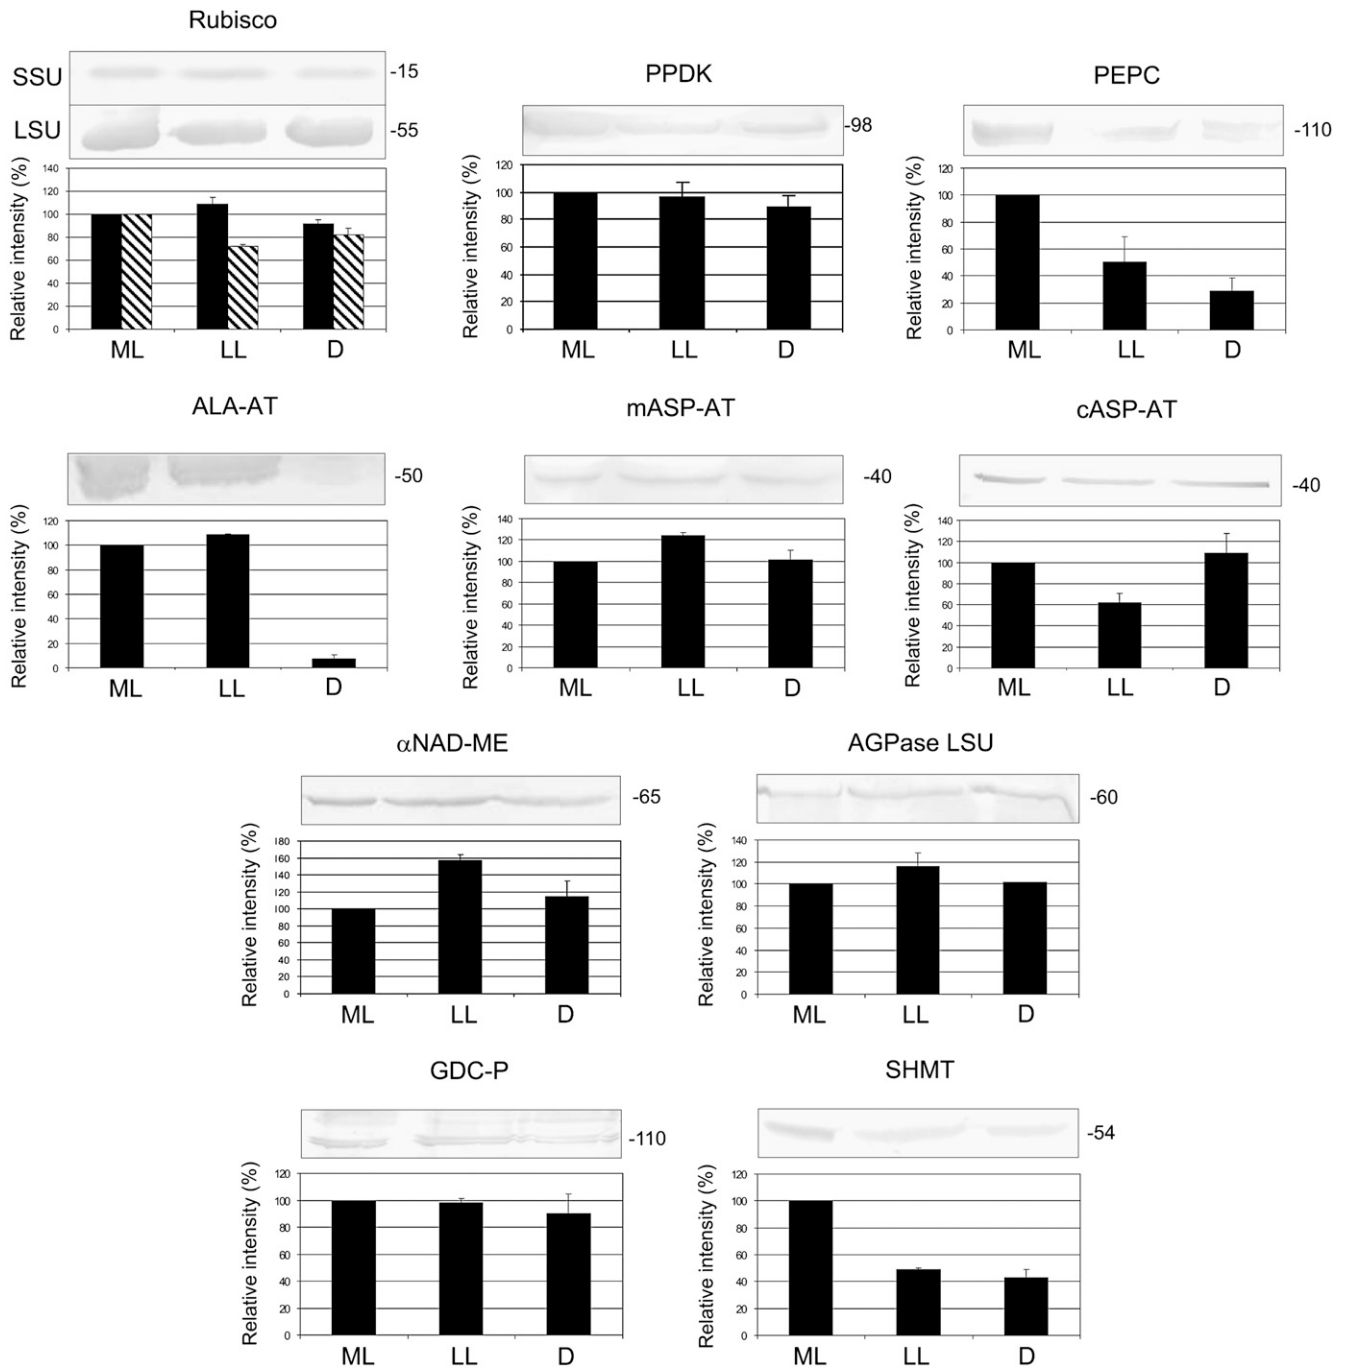 Rubisco
SSU
-15
LSU
-55
Relative intensity (%)
140
120
100
80
60
40
20
0
ML LL D
PPDK
-98
Relative intensity (%)
120
100
80
60
40
20
0
ML LL D
PEPC
-110
Relative intensity (%)
120
100
80
60
40
20
0
ML LL D
ALA-AT
-50
Relative intensity (%)
120
100
80
60
40
20
0
ML LL D
mASP-AT
-40
Relative intensity (%)
140
120
100
80
60
40
20
0
ML LL D
cASP-AT
-40
Relative intensity (%)
140
120
100
80
60
40
20
0
ML LL D
αNAD-ME
-65
Relative intensity (%)
180
160
140
120
100
80
60
40
20
0
ML LL D
AGPase LSU
-60
Relative intensity (%)
140
120
100
80
60
40
20
0
ML LL D
GDC-P
-110
Relative intensity (%)
120
100
80
60
40
20
0
ML LL D
SHMT
-54
Relative intensity (%)
120
100
80
60
40
20
0
ML LL D